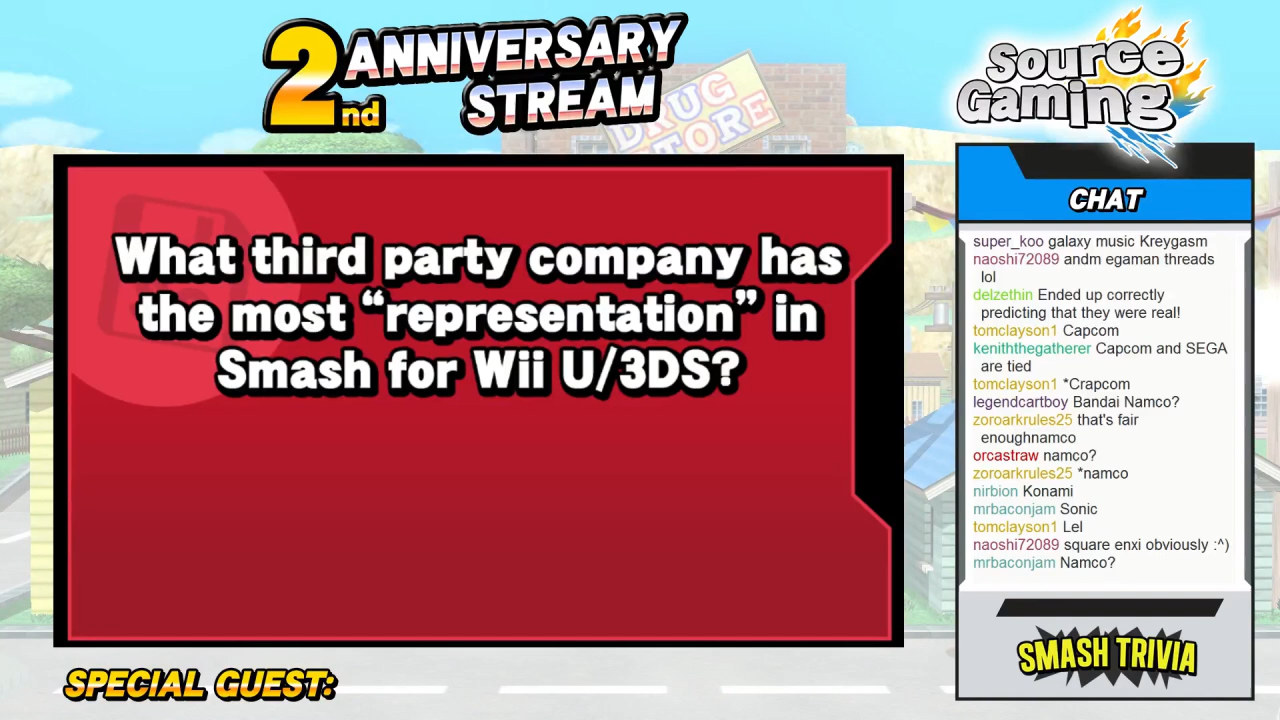 2nd ANNIVERSARY
STREAM
DRUG
STORE
Source
Gaming
What third party company has
the most “representation” in
Smash for Wii U/3DS?
CHAT
super_koo galaxy music Kreygasm
naoshi72089 andm egaman threads
lol
delzethin Ended up correctly
predicting that they were real!
tomclayson1 Capcom
keniththegatherer Capcom and SEGA
are tied
tomclayson1 *Crapcom
legendcartboy Bandai Namco?
zoroarkrules25 that's fair
enoughnamco
orcastraw namco?
zoroarkrules25 *namco
nirbion Konami
mrbaconjam Sonic
tomclayson1 Lel
naoshi72089 square enxi obviously :^)
mrbaconjam Namco?
SMASH TRIVIA
SPECIAL GUEST: